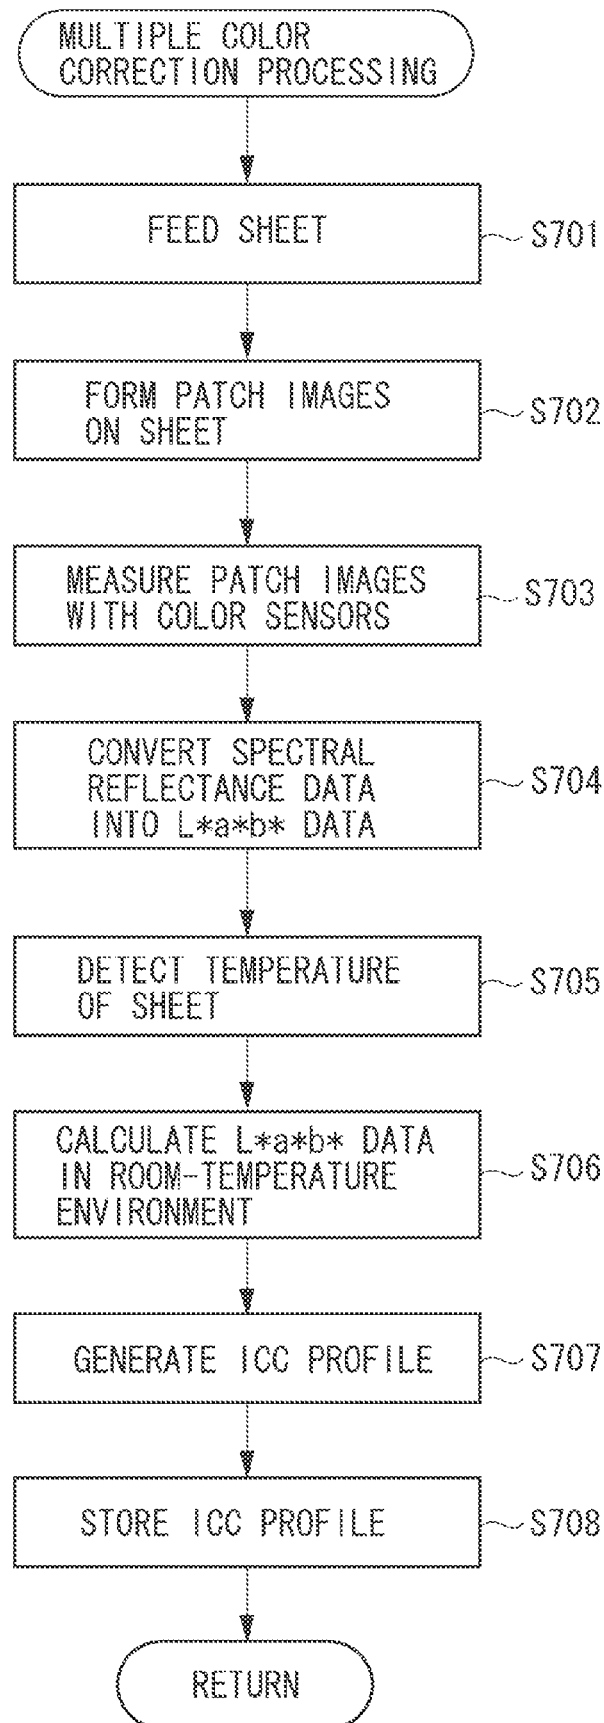 MULTIPLE COLOR
CORRECTION PROCESSING
FEED SHEET
S701
FORM PATCH IMAGES
ON SHEET
S702
MEASURE PATCH IMAGES
WITH COLOR SENSORS
S703
CONVERT SPECTRAL
REFLECTANCE DATA
INTO L*a*b* DATA
S704
DETECT TEMPERATURE
OF SHEET
S705
CALCULATE L*a*b* DATA
IN ROOM-TEMPERATURE
ENVIRONMENT
S706
GENERATE ICC PROFILE
S707
STORE ICC PROFILE
S708
RETURN